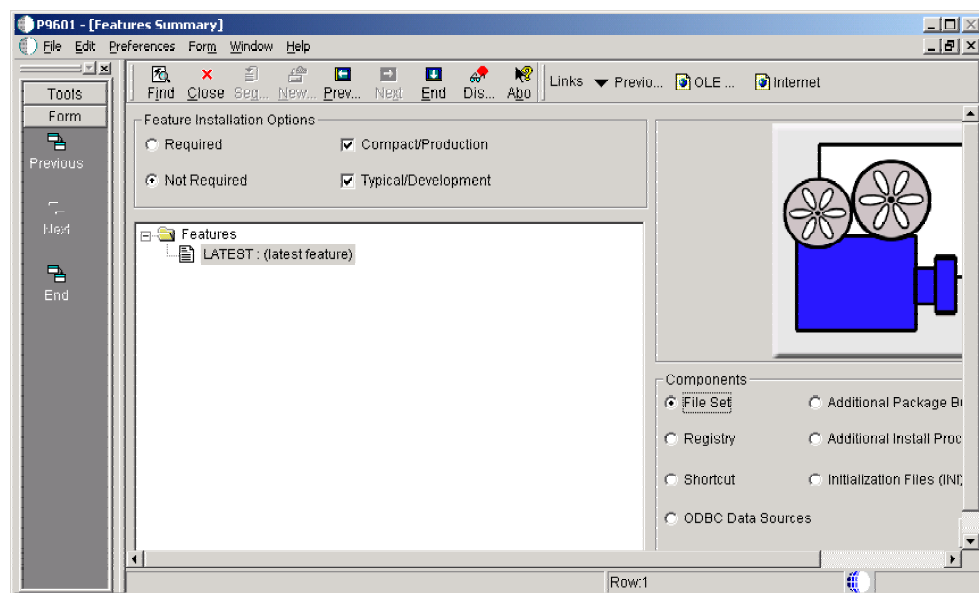 P9601 - [Features Summary]
File Edit Preferences Form Window Help
Tools
Form
Previous
Next
End
Find Close Seq... New... Prev... Next End Dis... Abo Links Previo... OLE ... Internet
Feature Installation Options
Required Compact/Production
Not Required Typical/Development
Features
LATEST : (latest feature)
Components
File Set Additional Package B
Registry Additional Install Proc
Shortcut Initialization Files (INI)
ODBC Data Sources
Row:1